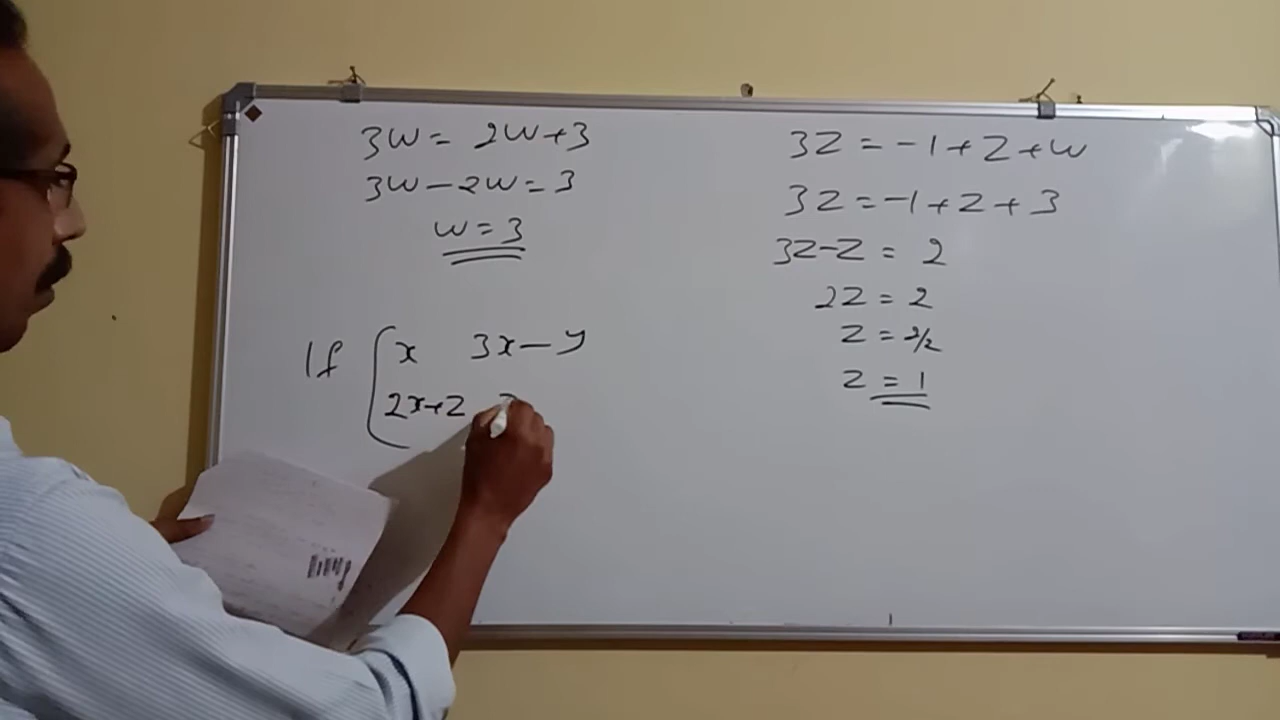 3W = 2W+3
3W-2W = 3
W = 3
If x 3x-y
2x+z
3Z = -1+Z+W
3Z = -1+Z+3
3Z-Z = 2
2Z = 2
Z = 2/2
Z = 1